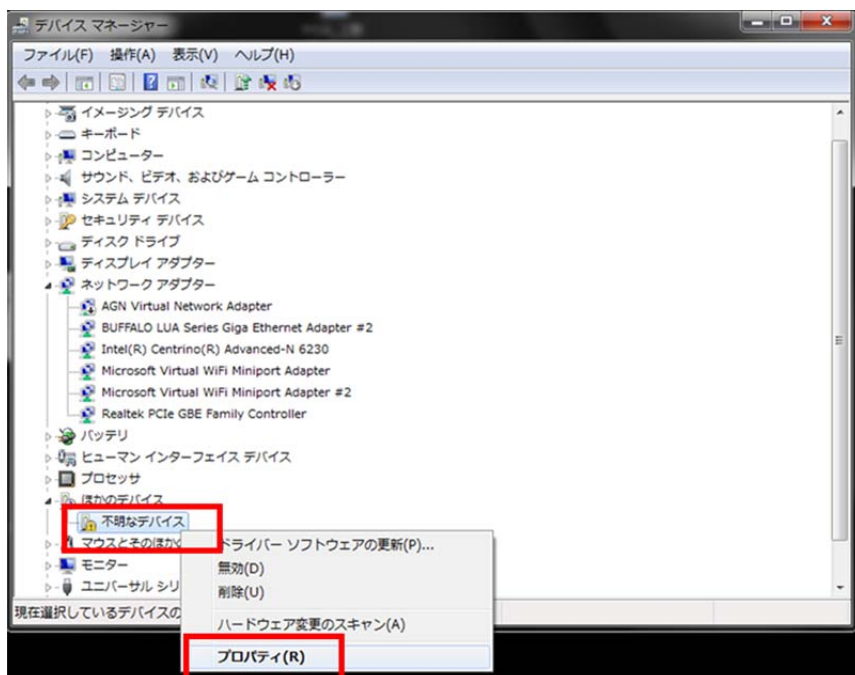 デバイス マネージャー
ファイル(F) 操作(A) 表示(V) ヘルプ(H)
イメージング デバイス
キーボード
コンピューター
サウンド、ビデオ、およびゲーム コントローラー
システム デバイス
セキュリティ デバイス
ディスク ドライブ
ディスプレイ アダプター
ネットワーク アダプター
AGN Virtual Network Adapter
BUFFALO LUA Series Giga Ethernet Adapter #2
Intel(R) Centrino(R) Advanced-N 6230
Microsoft Virtual WiFi Miniport Adapter
Microsoft Virtual WiFi Miniport Adapter #2
Realtek PCIe GBE Family Controller
バッテリ
ヒューマン インターフェイス デバイス
プロセッサ
ほかのデバイス
不明なデバイス
マウスとそのほか
モニター
ユニバーサル シリ
現在選択しているデバイスの
ドライバー ソフトウェアの更新(P)...
無効(D)
削除(U)
ハードウェア変更のスキャン(A)
プロパティ(R)